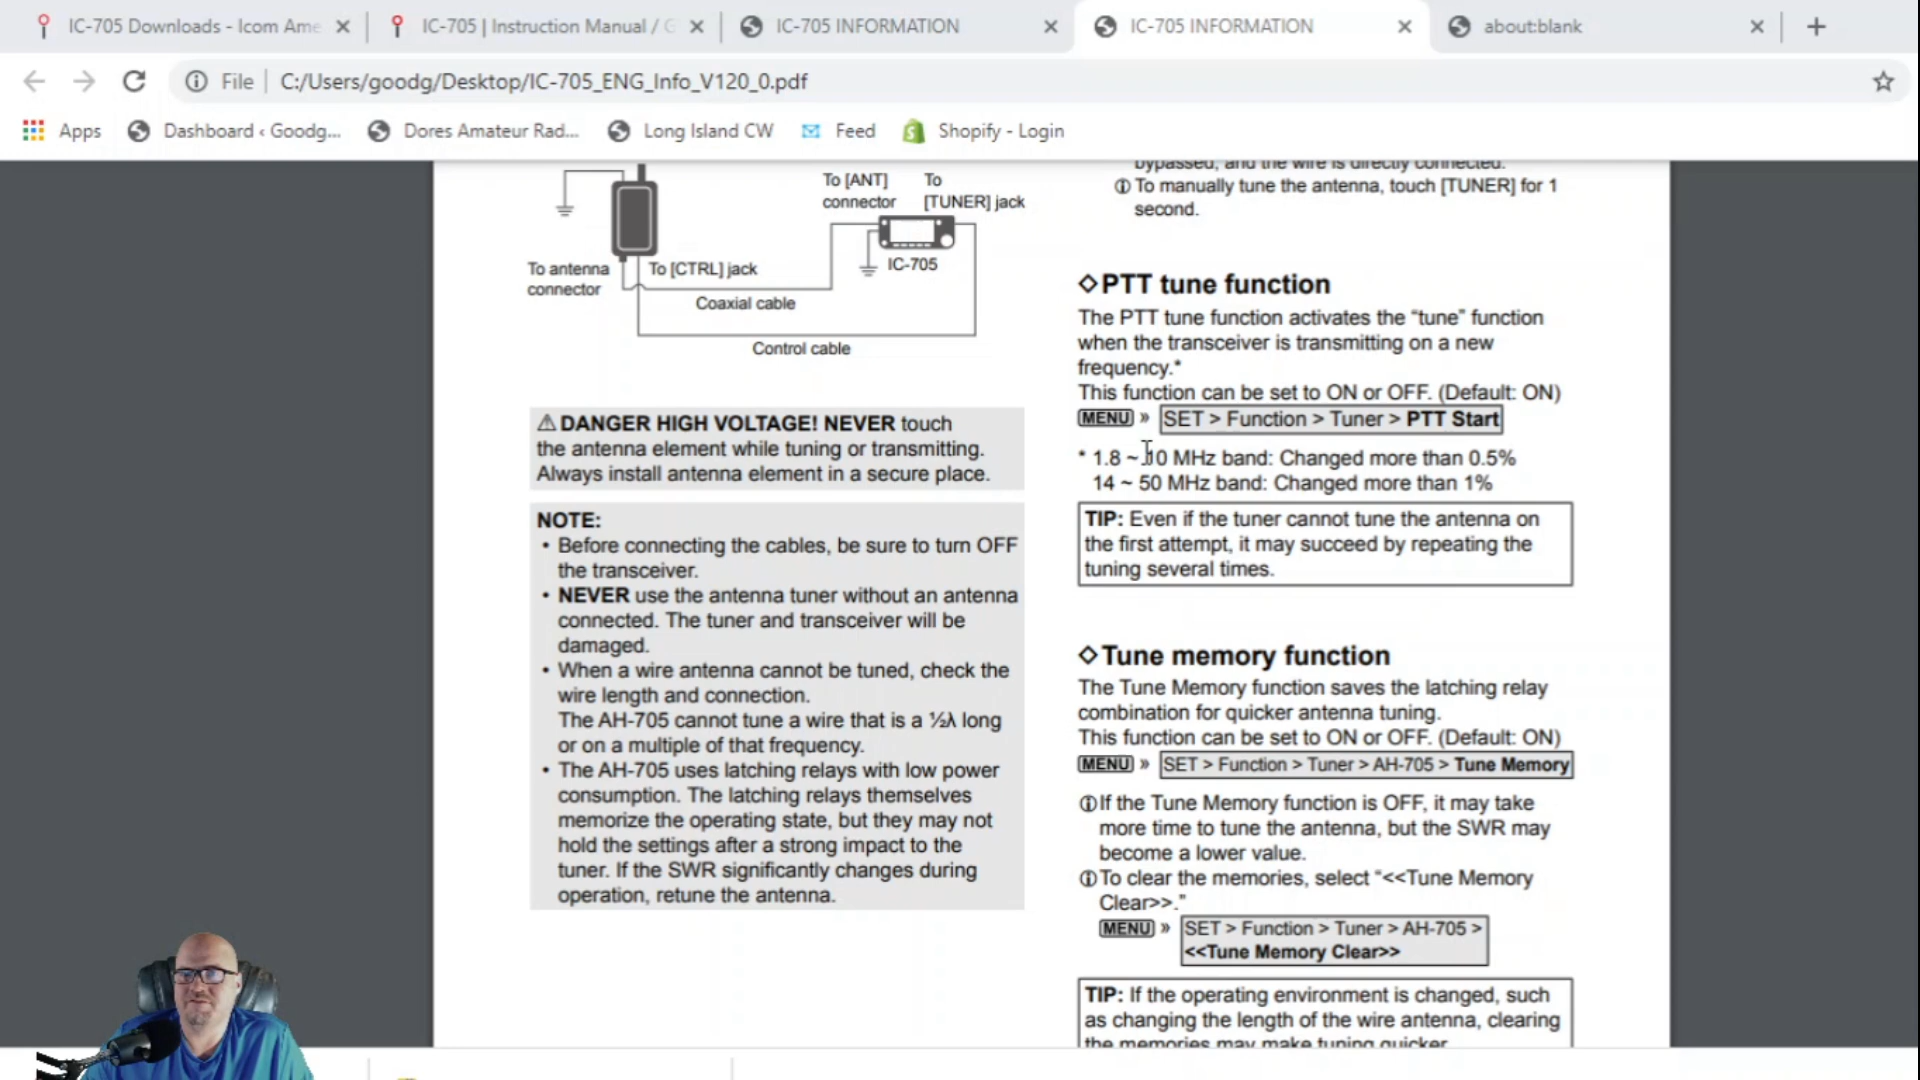 IC-705 Downloads - Icom Ame
IC-705 | Instruction Manual / G
IC-705 INFORMATION
IC-705 INFORMATION
about:blank
File
C:/Users/goodg/Desktop/IC-705_ENG_Info_V120_0.pdf
Apps
Dashboard ‹ Goodg...
Dores Amateur Rad...
Long Island CW
Feed
Shopify - Login
To [ANT]
connector
To
[TUNER] jack
IC-705
To antenna
connector
To [CTRL] jack
Coaxial cable
Control cable
⚠DANGER HIGH VOLTAGE! NEVER touch
the antenna element while tuning or transmitting.
Always install antenna element in a secure place.
NOTE:
• Before connecting the cables, be sure to turn OFF
the transceiver.
• NEVER use the antenna tuner without an antenna
connected. The tuner and transceiver will be
damaged.
• When a wire antenna cannot be tuned, check the
wire length and connection.
The AH-705 cannot tune a wire that is a ½λ long
or on a multiple of that frequency.
• The AH-705 uses latching relays with low power
consumption. The latching relays themselves
memorize the operating state, but they may not
hold the settings after a strong impact to the
tuner. If the SWR significantly changes during
operation, retune the antenna.
bypassed, and the wire is directly connected.
ⓘ To manually tune the antenna, touch [TUNER] for 1
second.
◇PTT tune function
The PTT tune function activates the “tune” function
when the transceiver is transmitting on a new
frequency.*
This function can be set to ON or OFF. (Default: ON)
MENU » SET > Function > Tuner > PTT Start
* 1.8 ~ 10 MHz band: Changed more than 0.5%
14 ~ 50 MHz band: Changed more than 1%
TIP: Even if the tuner cannot tune the antenna on
the first attempt, it may succeed by repeating the
tuning several times.
◇Tune memory function
The Tune Memory function saves the latching relay
combination for quicker antenna tuning.
This function can be set to ON or OFF. (Default: ON)
MENU » SET > Function > Tuner > AH-705 > Tune Memory
ⓘ If the Tune Memory function is OFF, it may take
more time to tune the antenna, but the SWR may
become a lower value.
ⓘ To clear the memories, select “<<Tune Memory
Clear>>.”
MENU » SET > Function > Tuner > AH-705 >
<<Tune Memory Clear>>
TIP: If the operating environment is changed, such
as changing the length of the wire antenna, clearing
the memories may make tuning quicker.